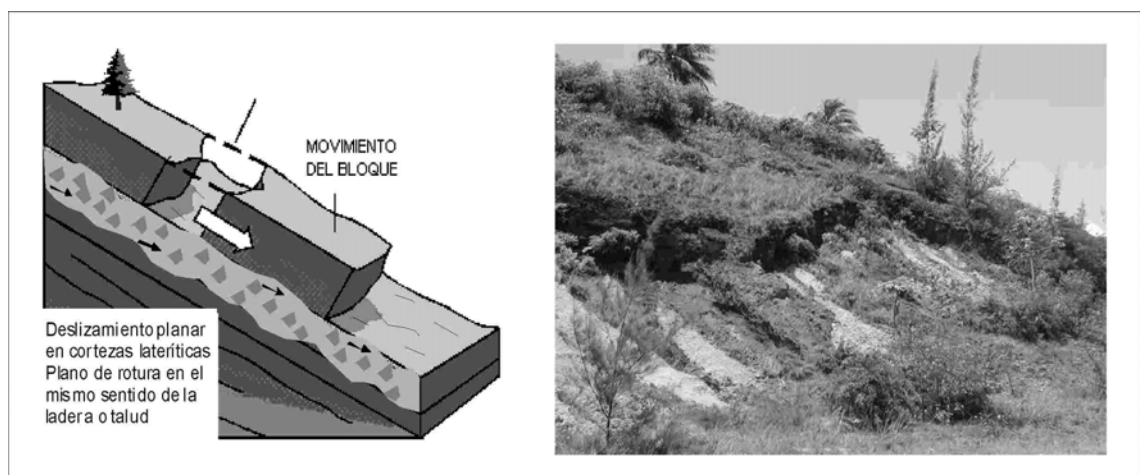 MOVIMIENTO
DEL BLOQUE
Deslizamiento planar
en cortezas lateríticas
Plano de rotura en el
mismo sentido de la
ladera o talud